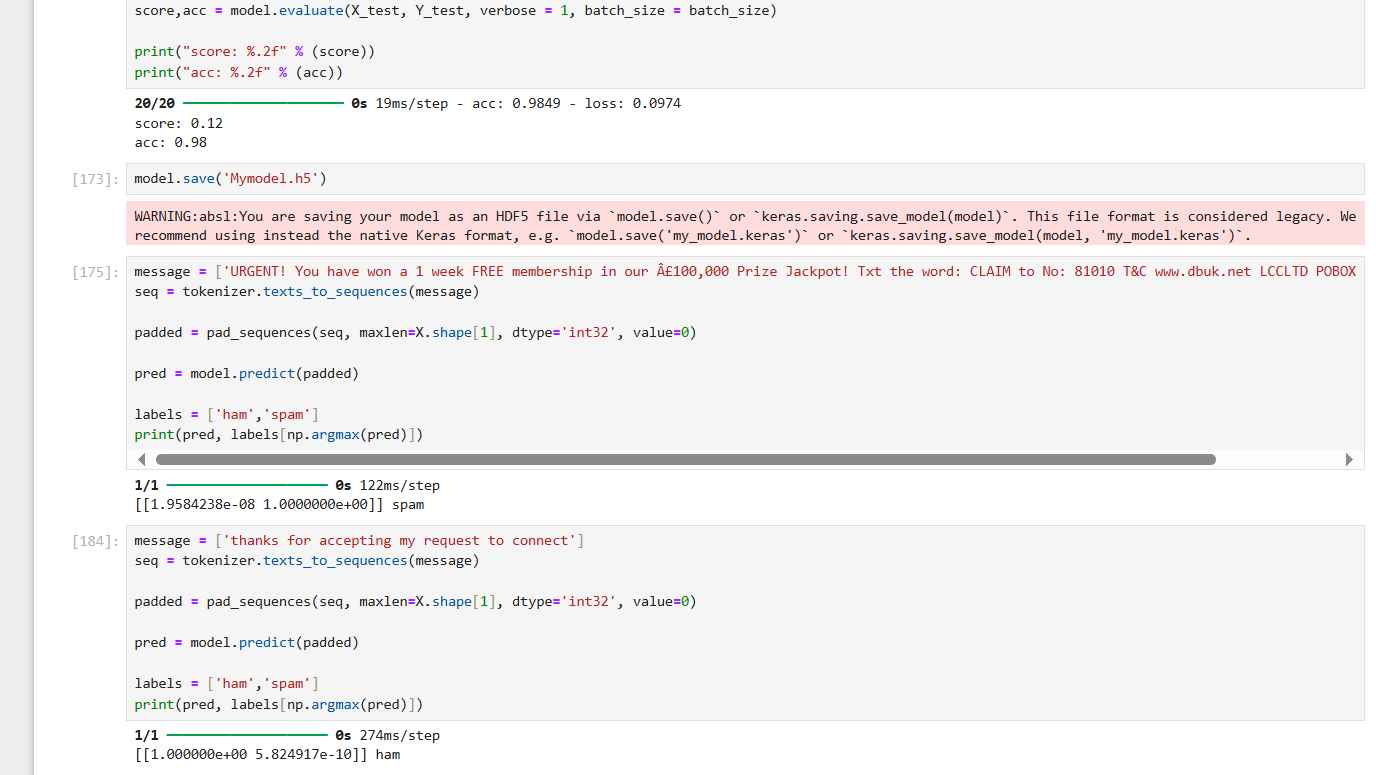 score,acc = model.evaluate(X_test, Y_test, verbose = 1, batch_size = batch_size)
print("score: %.2f" % (score))
print("acc: %.2f" % (acc))
20/20 ━━━━━━━━━━━━━━━━━━━━ 0s 19ms/step - acc: 0.9849 - loss: 0.0974
score: 0.12
acc: 0.98
[173]: model.save('Mymodel.h5')
WARNING:absl:You are saving your model as an HDF5 file via `model.save()` or `keras.saving.save_model(model)`. This file format is considered legacy. We
recommend using instead the native Keras format, e.g. `model.save('my_model.keras')` or `keras.saving.save_model(model, 'my_model.keras')`.
[175]: message = ['URGENT! You have won a 1 week FREE membership in our Â£100,000 Prize Jackpot! Txt the word: CLAIM to No: 81010 T&C www.dbuk.net LCCLTD POBOX
seq = tokenizer.texts_to_sequences(message)
padded = pad_sequences(seq, maxlen=X.shape[1], dtype='int32', value=0)
pred = model.predict(padded)
labels = ['ham','spam']
print(pred, labels[np.argmax(pred)])
1/1 ━━━━━━━━━━━━━━━━━━━━ 0s 122ms/step
[[1.9584238e-08 1.0000000e+00]] spam
[184]: message = ['thanks for accepting my request to connect']
seq = tokenizer.texts_to_sequences(message)
padded = pad_sequences(seq, maxlen=X.shape[1], dtype='int32', value=0)
pred = model.predict(padded)
labels = ['ham','spam']
print(pred, labels[np.argmax(pred)])
1/1 ━━━━━━━━━━━━━━━━━━━━ 0s 274ms/step
[[1.000000e+00 5.824917e-10]] ham